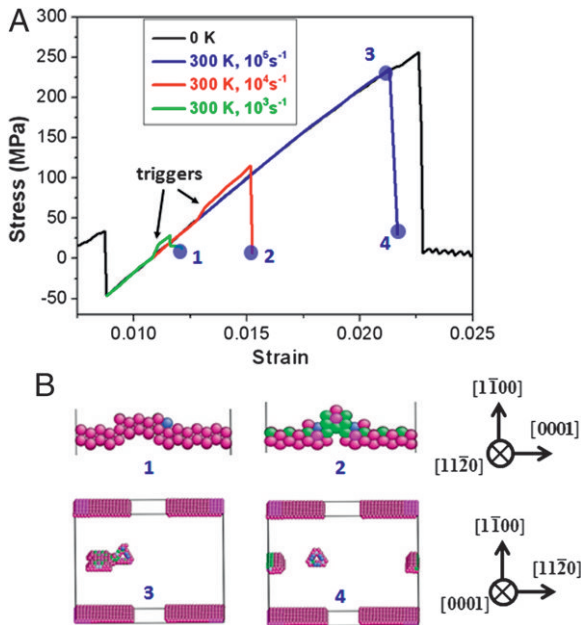 A
Stress (MPa)
300
250
200
150
100
50
0
-50
0 K
300 K, 10⁵s⁻¹
300 K, 10⁴s⁻¹
300 K, 10³s⁻¹
triggers
1
2
3
4
0.010
0.015
0.020
0.025
Strain
B
1
2
[11̅00]
[0001]
[112̅0]
3
4
[11̅00]
[112̅0]
[0001]